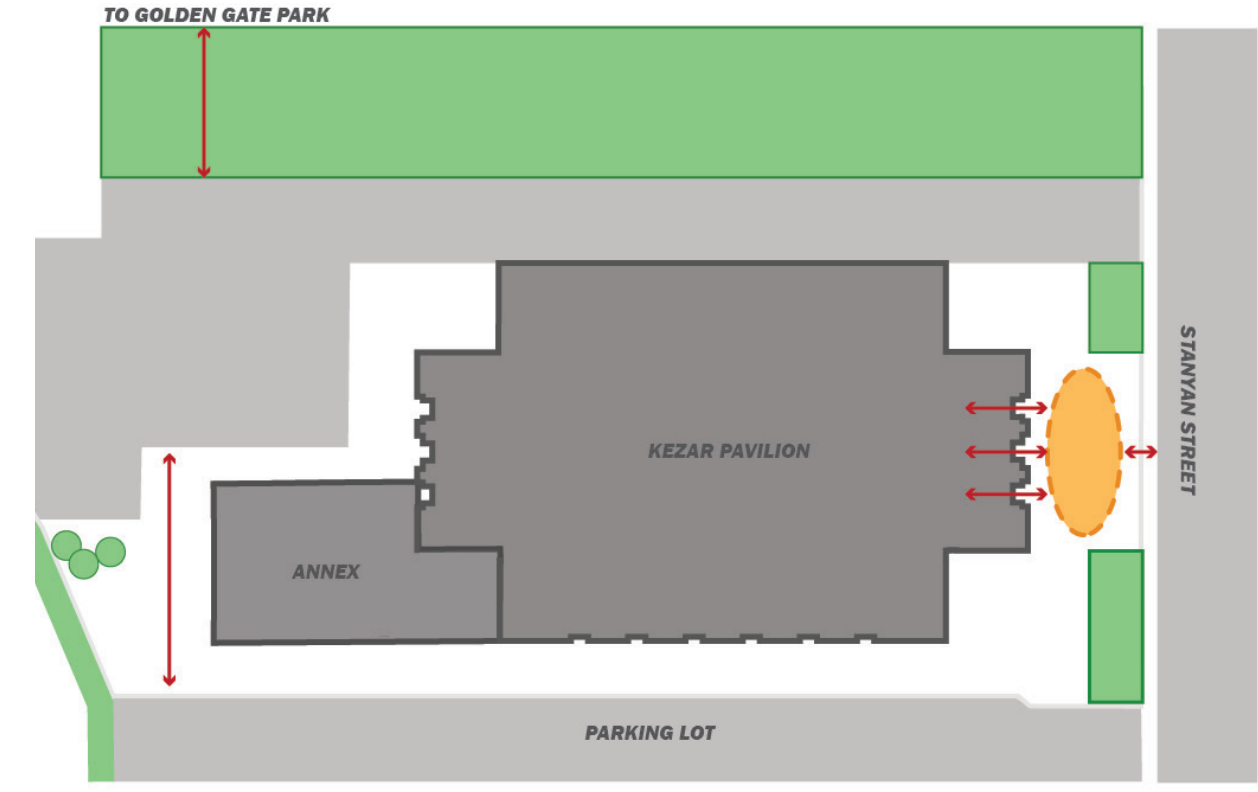 TO GOLDEN GATE PARK
STANYAN STREET
KEZAR PAVILION
ANNEX
PARKING LOT